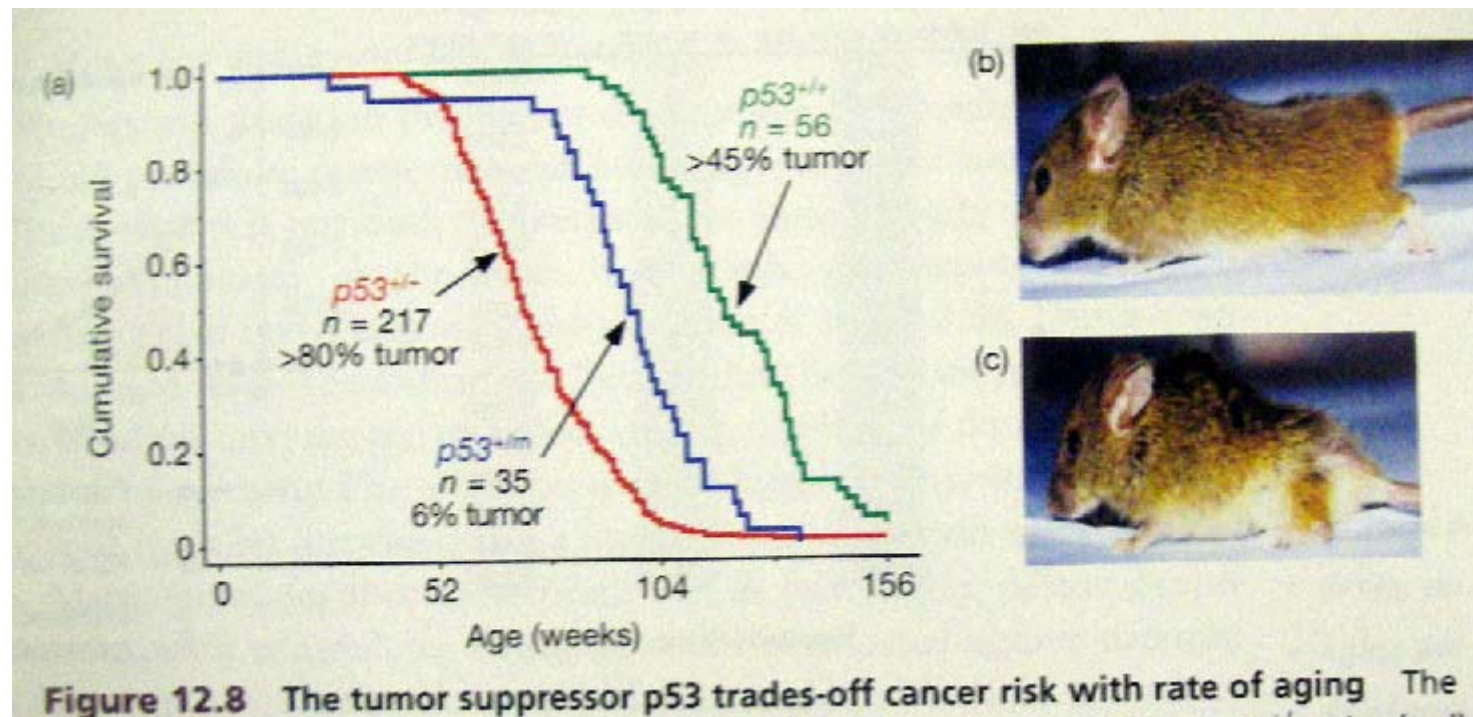 (a)
1.0
0.8
0.6
0.4
0.2
0
Cumulative survival
p53+/+
n = 56
>45% tumor
p53+/-
n = 217
>80% tumor
p53+/m
n = 35
6% tumor
0 52 104 156
Age (weeks)
(b)
(c)
Figure 12.8 The tumor suppressor p53 trades-off cancer risk with rate of aging The